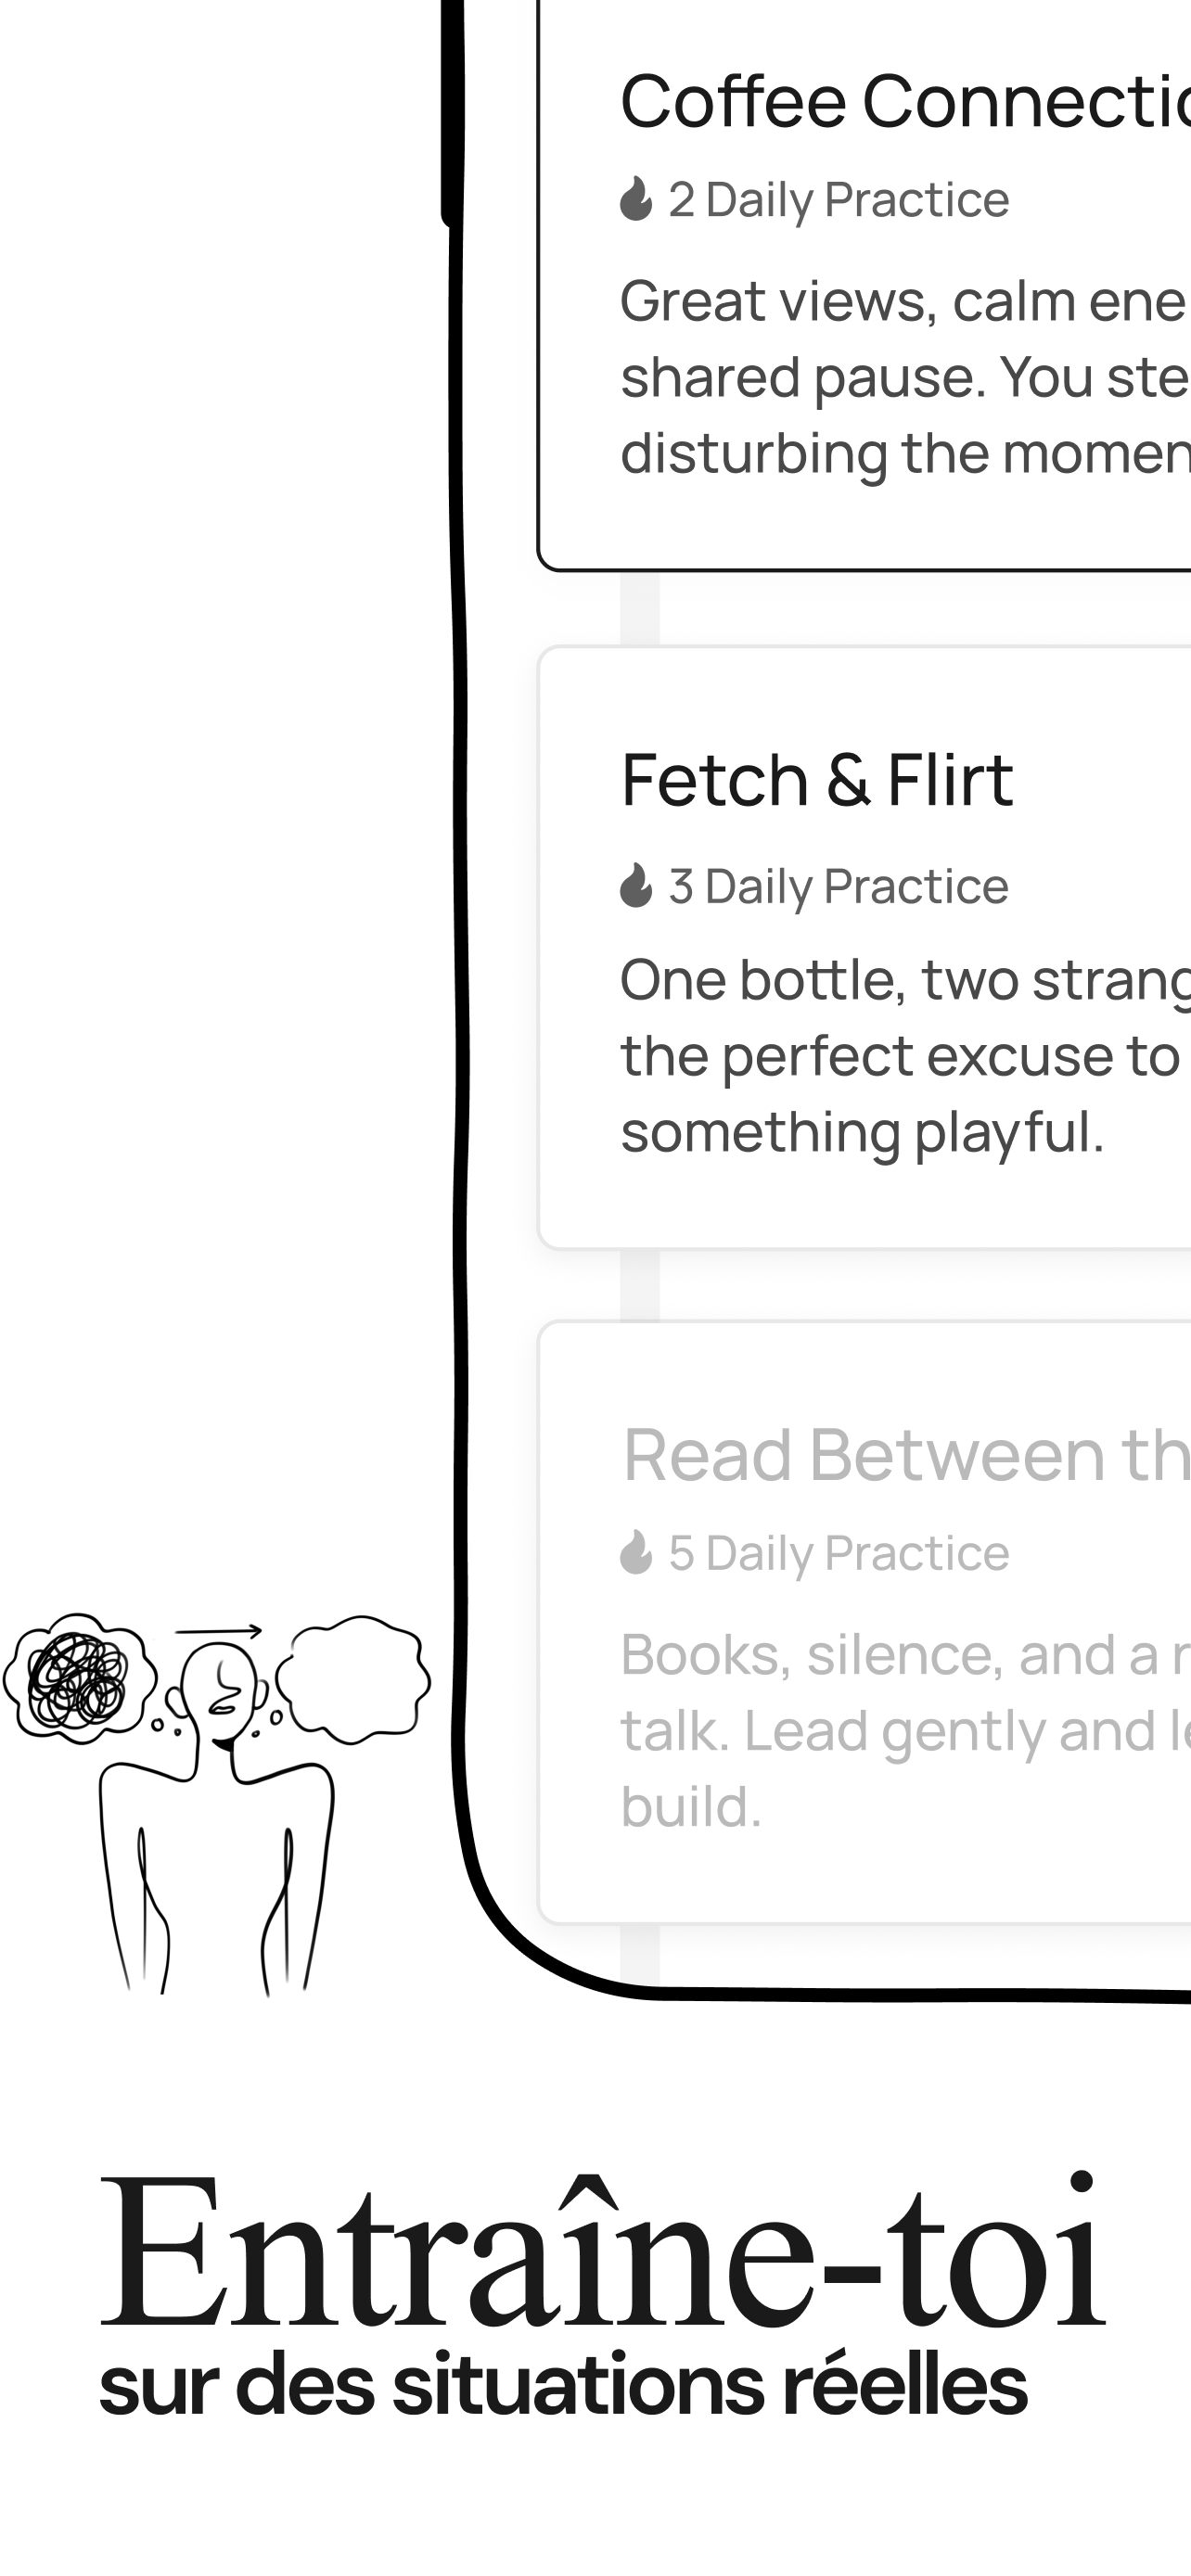 Coffee Connectio
2 Daily Practice
Great views, calm ene
shared pause. You ste
disturbing the momen
Fetch & Flirt
3 Daily Practice
One bottle, two strang
the perfect excuse to
something playful.
Read Between th
5 Daily Practice
Books, silence, and a r
talk. Lead gently and le
build.
Entraîne-toi
sur des situations réelles